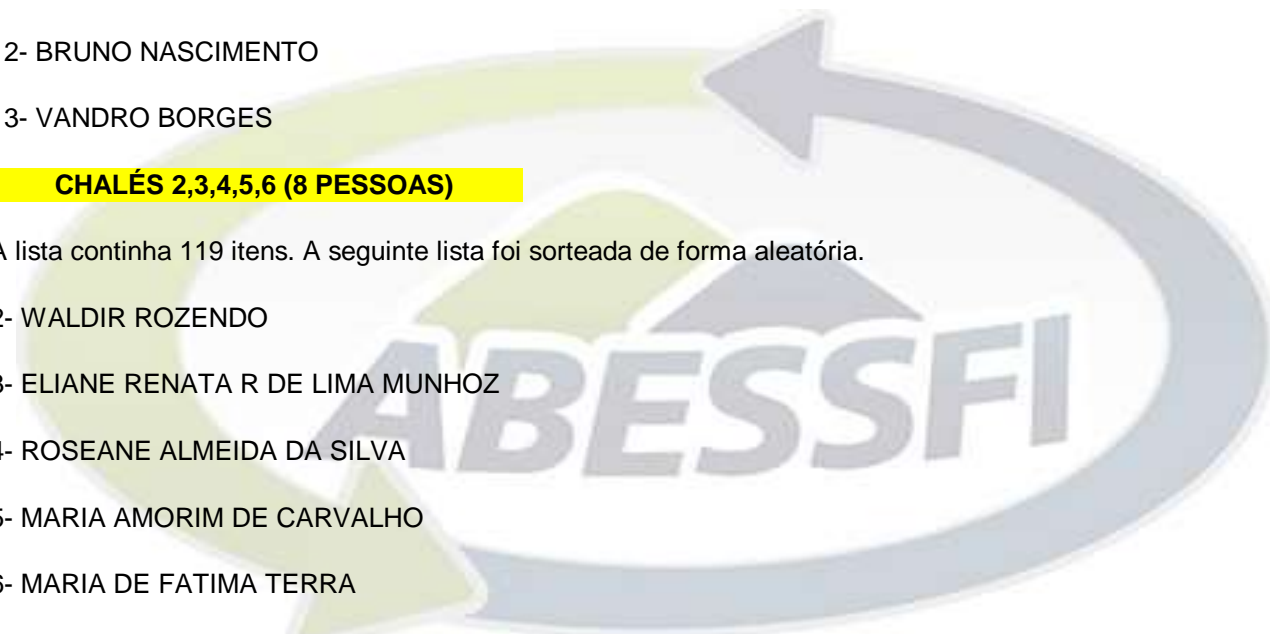 2- BRUNO NASCIMENTO
3- VANDRO BORGES
CHALÉS 2,3,4,5,6 (8 PESSOAS)
A lista continha 119 itens. A seguinte lista foi sorteada de forma aleatória.
2- WALDIR ROZENDO
3- ELIANE RENATA R DE LIMA MUNHOZ
4- ROSEANE ALMEIDA DA SILVA
5- MARIA AMORIM DE CARVALHO
6- MARIA DE FATIMA TERRA
ABESSFI